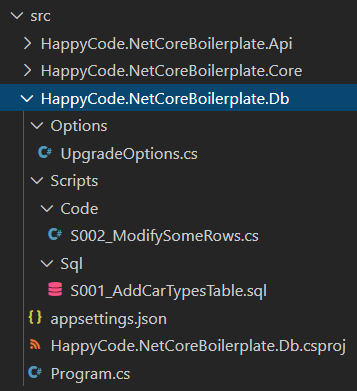 src
HappyCode.NetCoreBoilerplate.Api
HappyCode.NetCoreBoilerplate.Core
HappyCode.NetCoreBoilerplate.Db
Options
UpgradeOptions.cs
Scripts
Code
S002_ModifySomeRows.cs
Sql
S001_AddCarTypesTable.sql
appsettings.json
HappyCode.NetCoreBoilerplate.Db.csproj
Program.cs